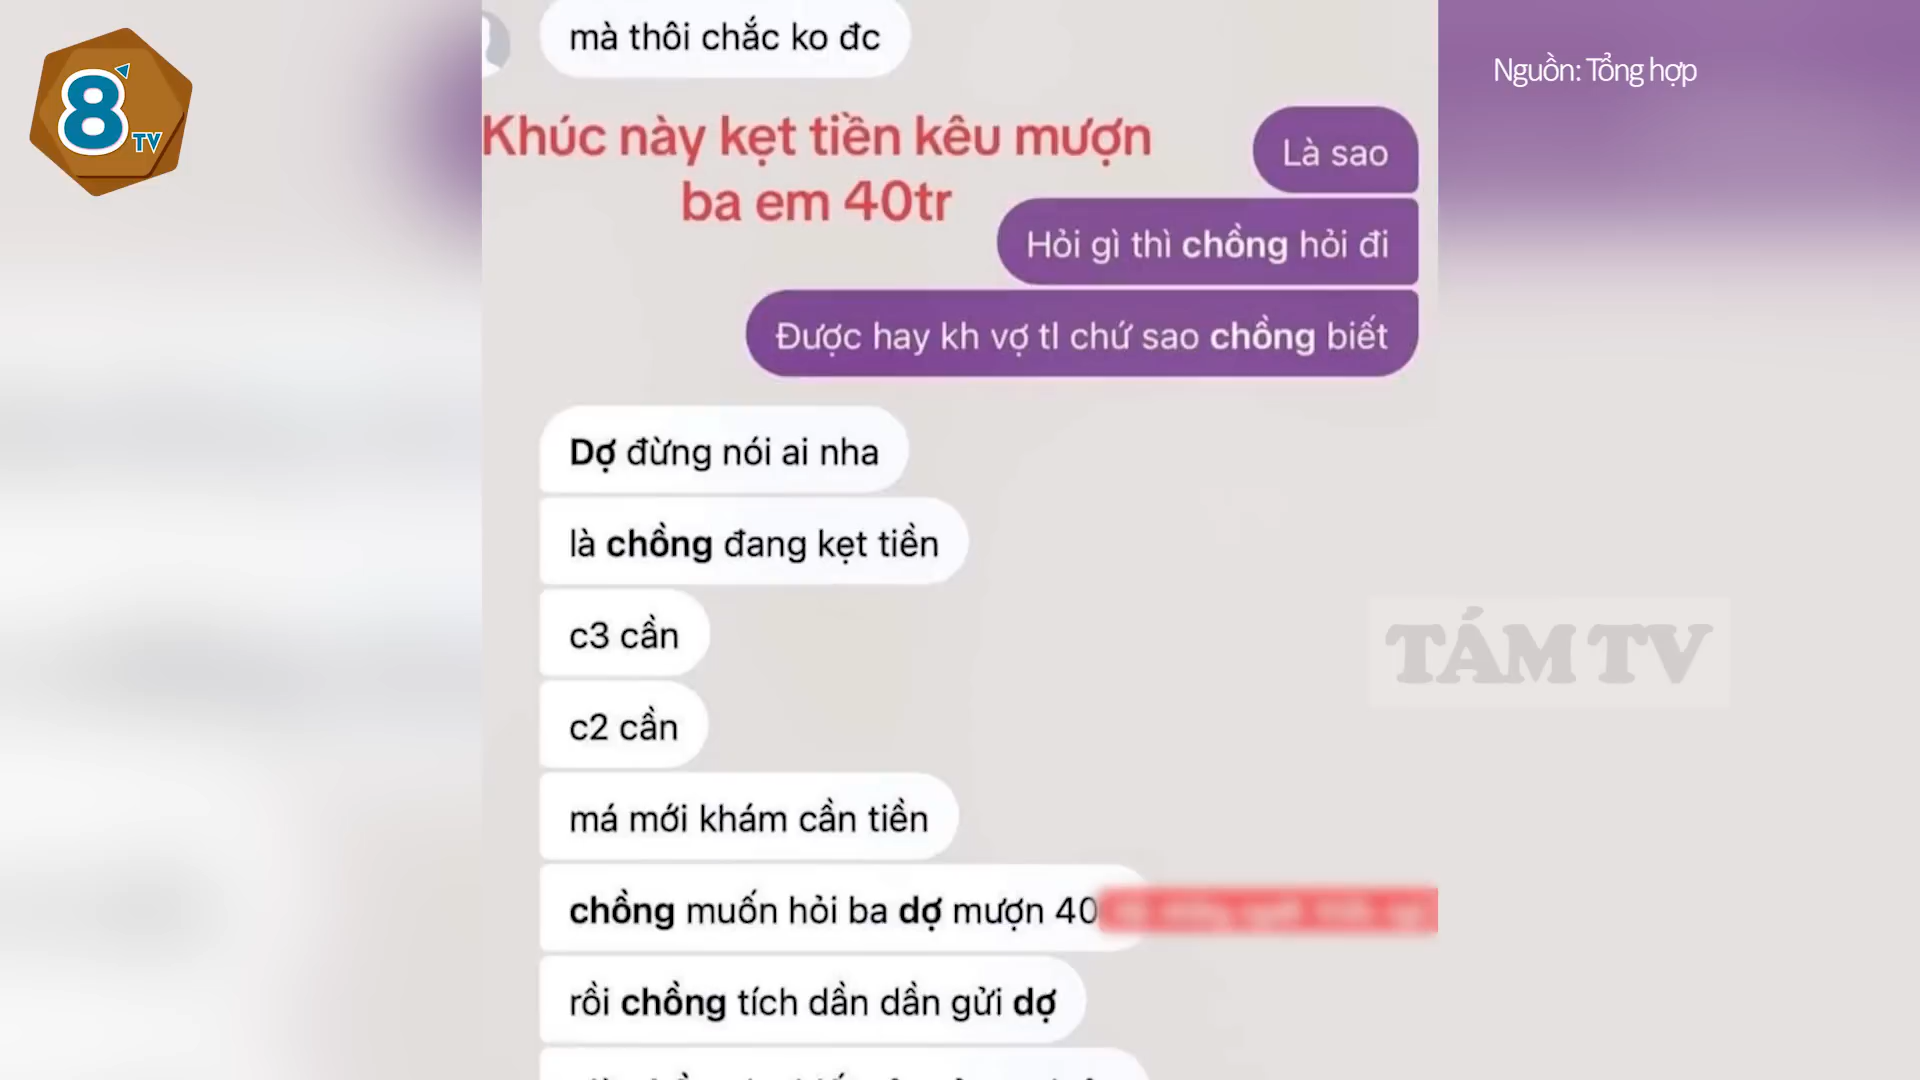 8 TV
Nguồn: Tổng hợp
mà thôi chắc ko đc
Khúc này kẹt tiền kêu mượn
ba em 40tr
Là sao
Hỏi gì thì chồng hỏi đi
Được hay kh vợ tl chứ sao chồng biết
Dợ đừng nói ai nha
là chồng đang kẹt tiền
c3 cần
c2 cần
TÁM TV
má mới khám cần tiền
chồng muốn hỏi ba dợ mượn 40
rồi chồng tích dần dần gửi dợ